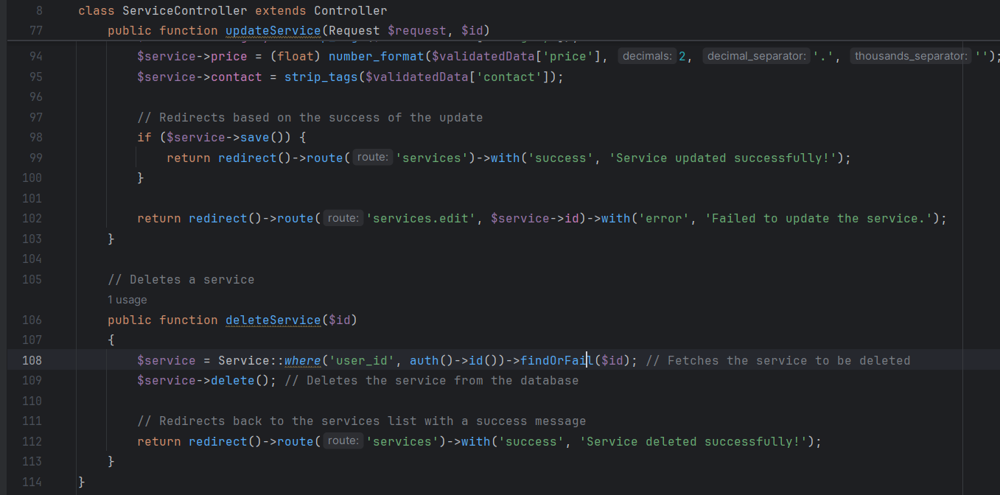 8 class ServiceController extends Controller
77 public function updateService(Request $request, $id)
94 $service->price = (float) number_format($validatedData['price'], decimals: 2, decimal_separator: '.', thousands_separator: '');
95 $service->contact = strip_tags($validatedData['contact']);
96
97 // Redirects based on the success of the update
98 if ($service->save()) {
99 return redirect()->route( route: 'services')->with('success', 'Service updated successfully!');
100 }
101
102 return redirect()->route( route: 'services.edit', $service->id)->with('error', 'Failed to update the service.');
103 }
104
105 // Deletes a service
1 usage
106 public function deleteService($id)
107 {
108 $service = Service::where('user_id', auth()->id())->findOrFail($id); // Fetches the service to be deleted
109 $service->delete(); // Deletes the service from the database
110
111 // Redirects back to the services list with a success message
112 return redirect()->route( route: 'services')->with('success', 'Service deleted successfully!');
113 }
114 }